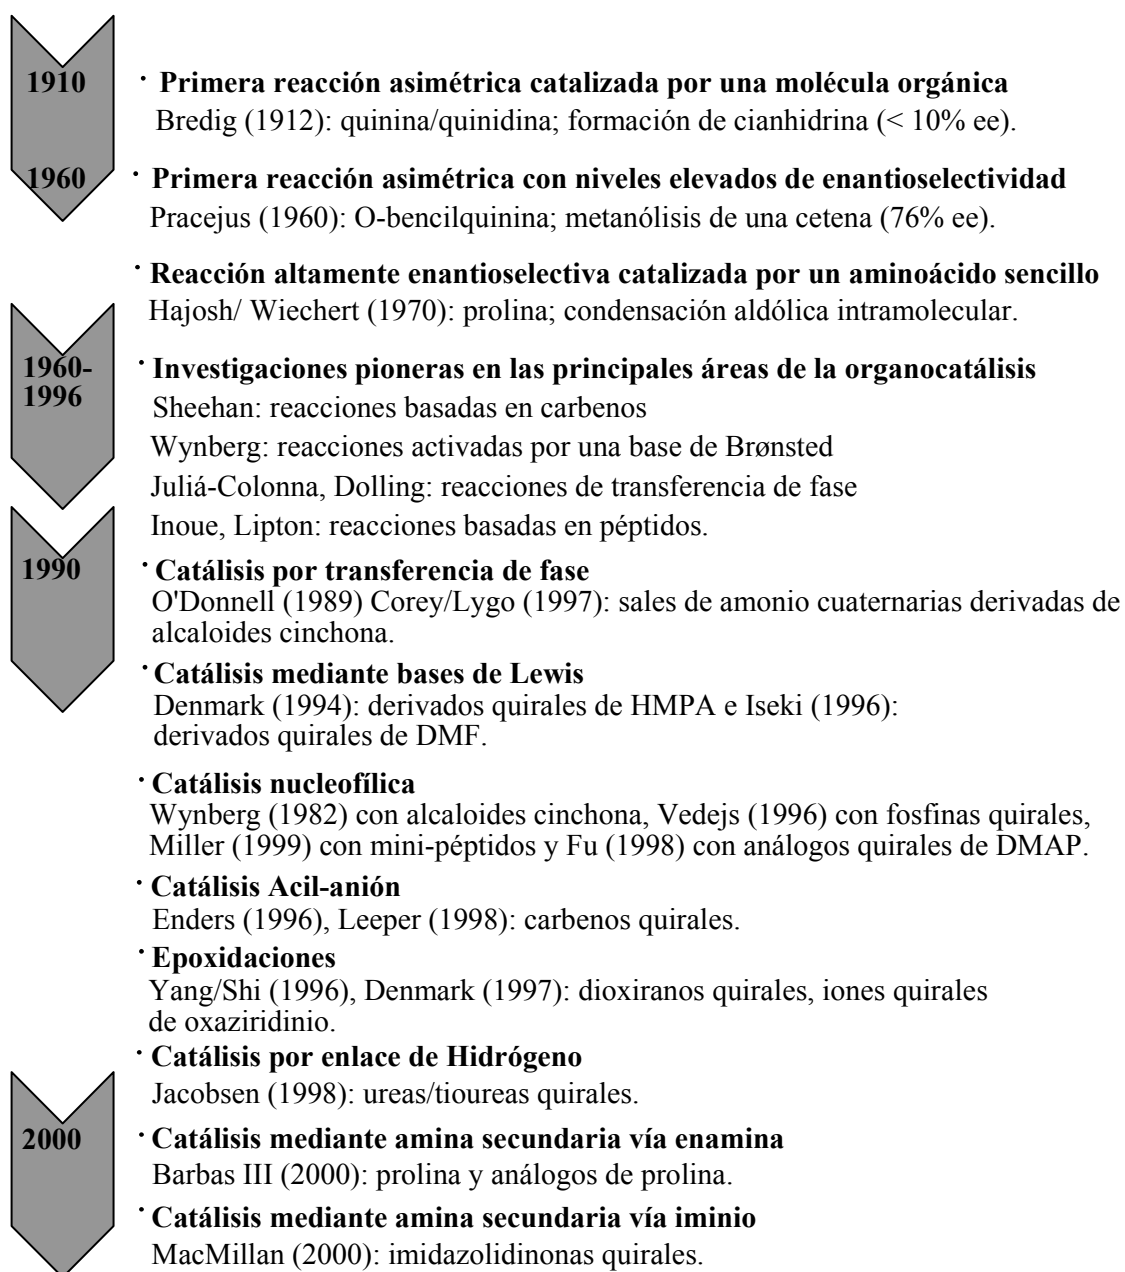 1910
· Primera reacción asimétrica catalizada por una molécula orgánica
Bredig (1912): quinina/quinidina; formación de cianhidrina (< 10% ee).
1960
· Primera reacción asimétrica con niveles elevados de enantioselectividad
Pracejus (1960): O-bencilquinina; metanólisis de una cetena (76% ee).
· Reacción altamente enantioselectiva catalizada por un aminoácido sencillo
Hajosh/ Wiechert (1970): prolina; condensación aldólica intramolecular.
1960-
1996
· Investigaciones pioneras en las principales áreas de la organocatálisis
Sheehan: reacciones basadas en carbenos
Wynberg: reacciones activadas por una base de Brønsted
Juliá-Colonna, Dolling: reacciones de transferencia de fase
Inoue, Lipton: reacciones basadas en péptidos.
1990
· Catálisis por transferencia de fase
O'Donnell (1989) Corey/Lygo (1997): sales de amonio cuaternarias derivadas de
alcaloides cinchona.
· Catálisis mediante bases de Lewis
Denmark (1994): derivados quirales de HMPA e Iseki (1996):
derivados quirales de DMF.
· Catálisis nucleofílica
Wynberg (1982) con alcaloides cinchona, Vedejs (1996) con fosfinas quirales,
Miller (1999) con mini-péptidos y Fu (1998) con análogos quirales de DMAP.
· Catálisis Acil-anión
Enders (1996), Leeper (1998): carbenos quirales.
· Epoxidaciones
Yang/Shi (1996), Denmark (1997): dioxiranos quirales, iones quirales
de oxaziridinio.
· Catálisis por enlace de Hidrógeno
Jacobsen (1998): ureas/tioureas quirales.
2000
· Catálisis mediante amina secundaria vía enamina
Barbas III (2000): prolina y análogos de prolina.
· Catálisis mediante amina secundaria vía iminio
MacMillan (2000): imidazolidinonas quirales.